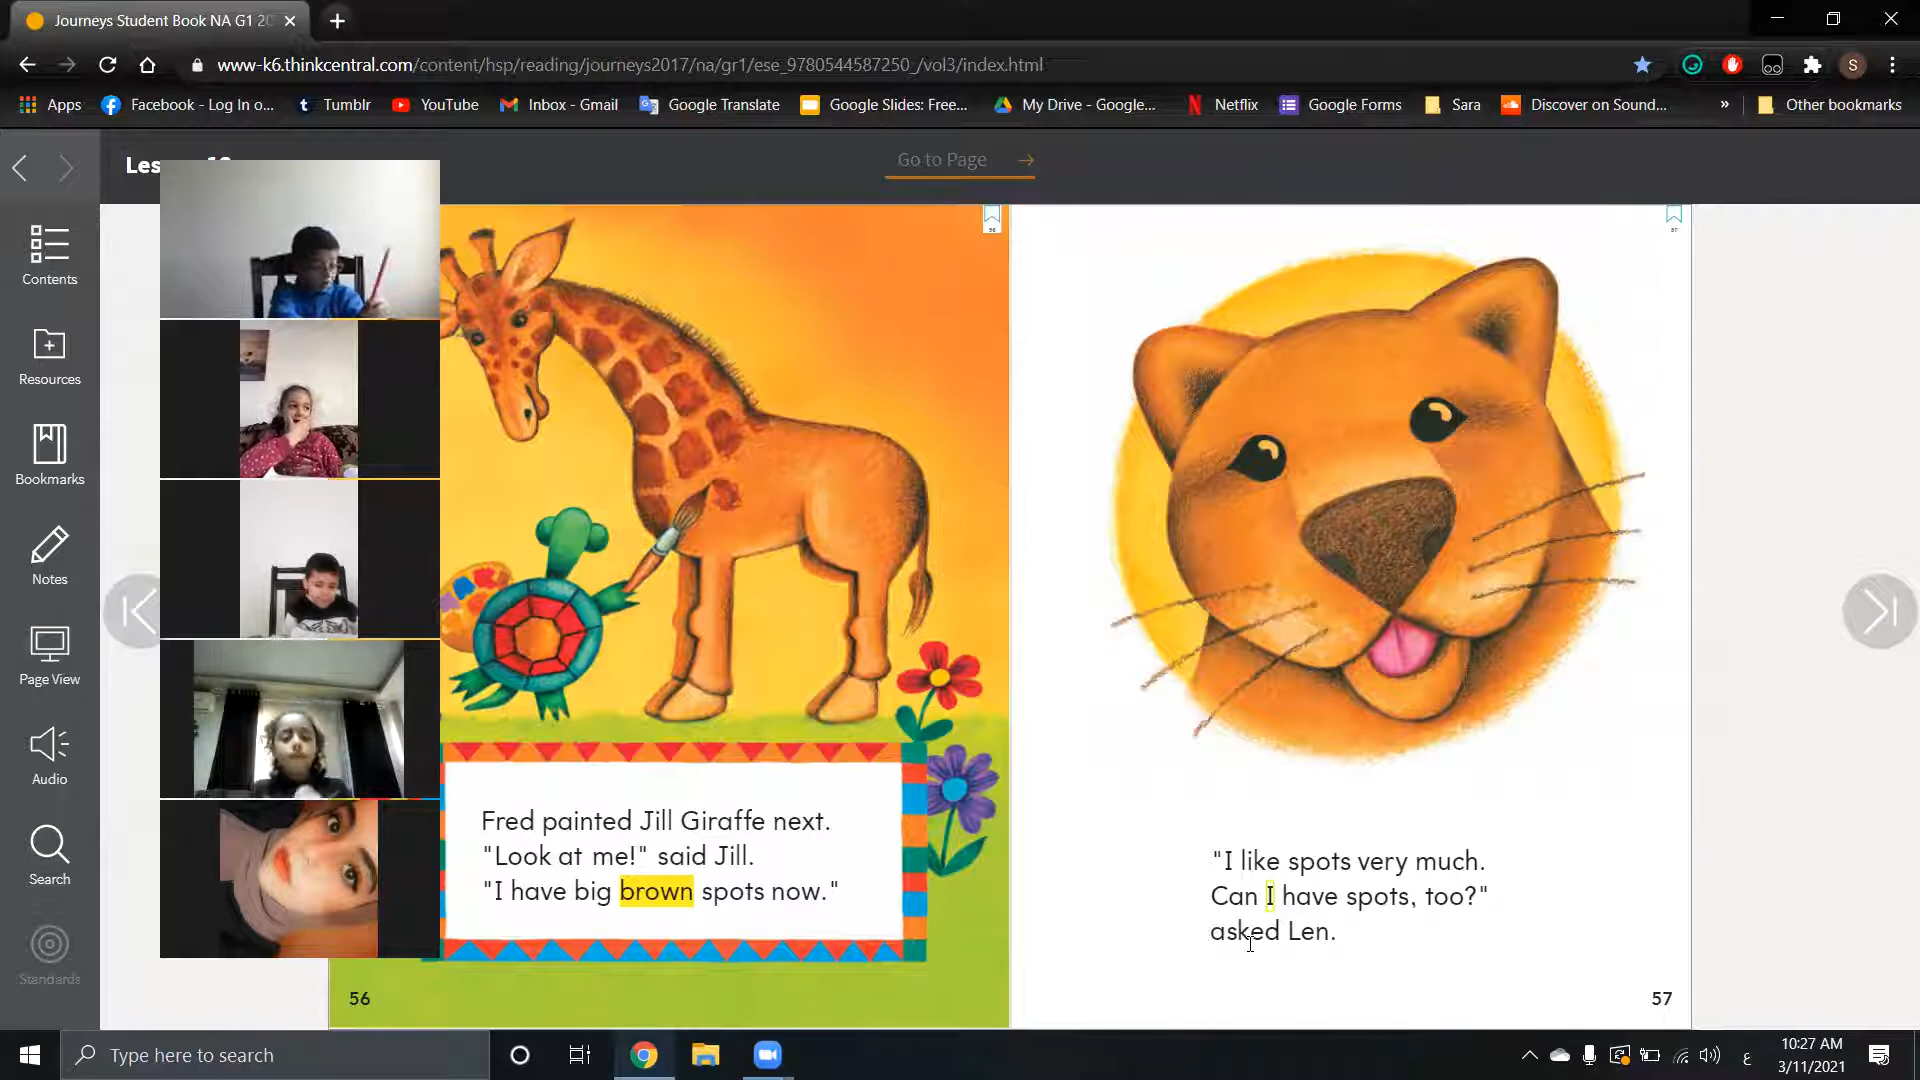 Journeys Student Book NA G1 20
www-k6.thinkcentral.com/content/hsp/reading/journeys2017/na/gr1/ese_9780544587250_/vol3/index.html
S
Apps
Facebook - Log In o...
Tumblr
YouTube
Inbox - Gmail
Google Translate
Google Slides: Free...
My Drive - Google...
Netflix
Google Forms
Sara
Discover on Sound...
»
Other bookmarks
Go to Page
Contents
Resources
Bookmarks
Notes
Page View
Audio
Search
Standards
56
57
Fred painted Jill Giraffe next.
"Look at me!" said Jill.
"I have big brown spots now."
56
"I like spots very much.
Can I have spots, too?"
asked Len.
57
Type here to search
ع
10:27 AM
3/11/2021